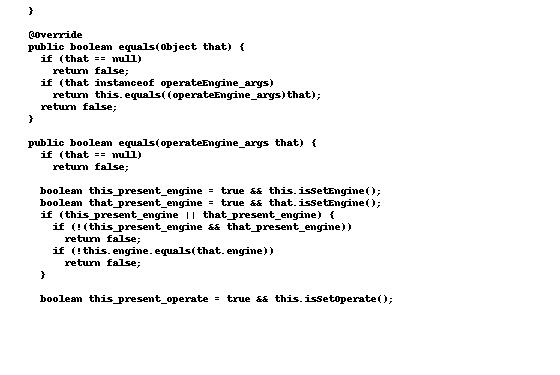 }

@Override
public boolean equals(Object that) {
  if (that == null)
    return false;
  if (that instanceof operateEngine_args)
    return this.equals((operateEngine_args)that);
  return false;
}

public boolean equals(operateEngine_args that) {
  if (that == null)
    return false;

  boolean this_present_engine = true && this.isSetEngine();
  boolean that_present_engine = true && that.isSetEngine();
  if (this_present_engine || that_present_engine) {
    if (!(this_present_engine && that_present_engine))
      return false;
    if (!this.engine.equals(that.engine))
      return false;
  }

  boolean this_present_operate = true && this.isSetOperate();